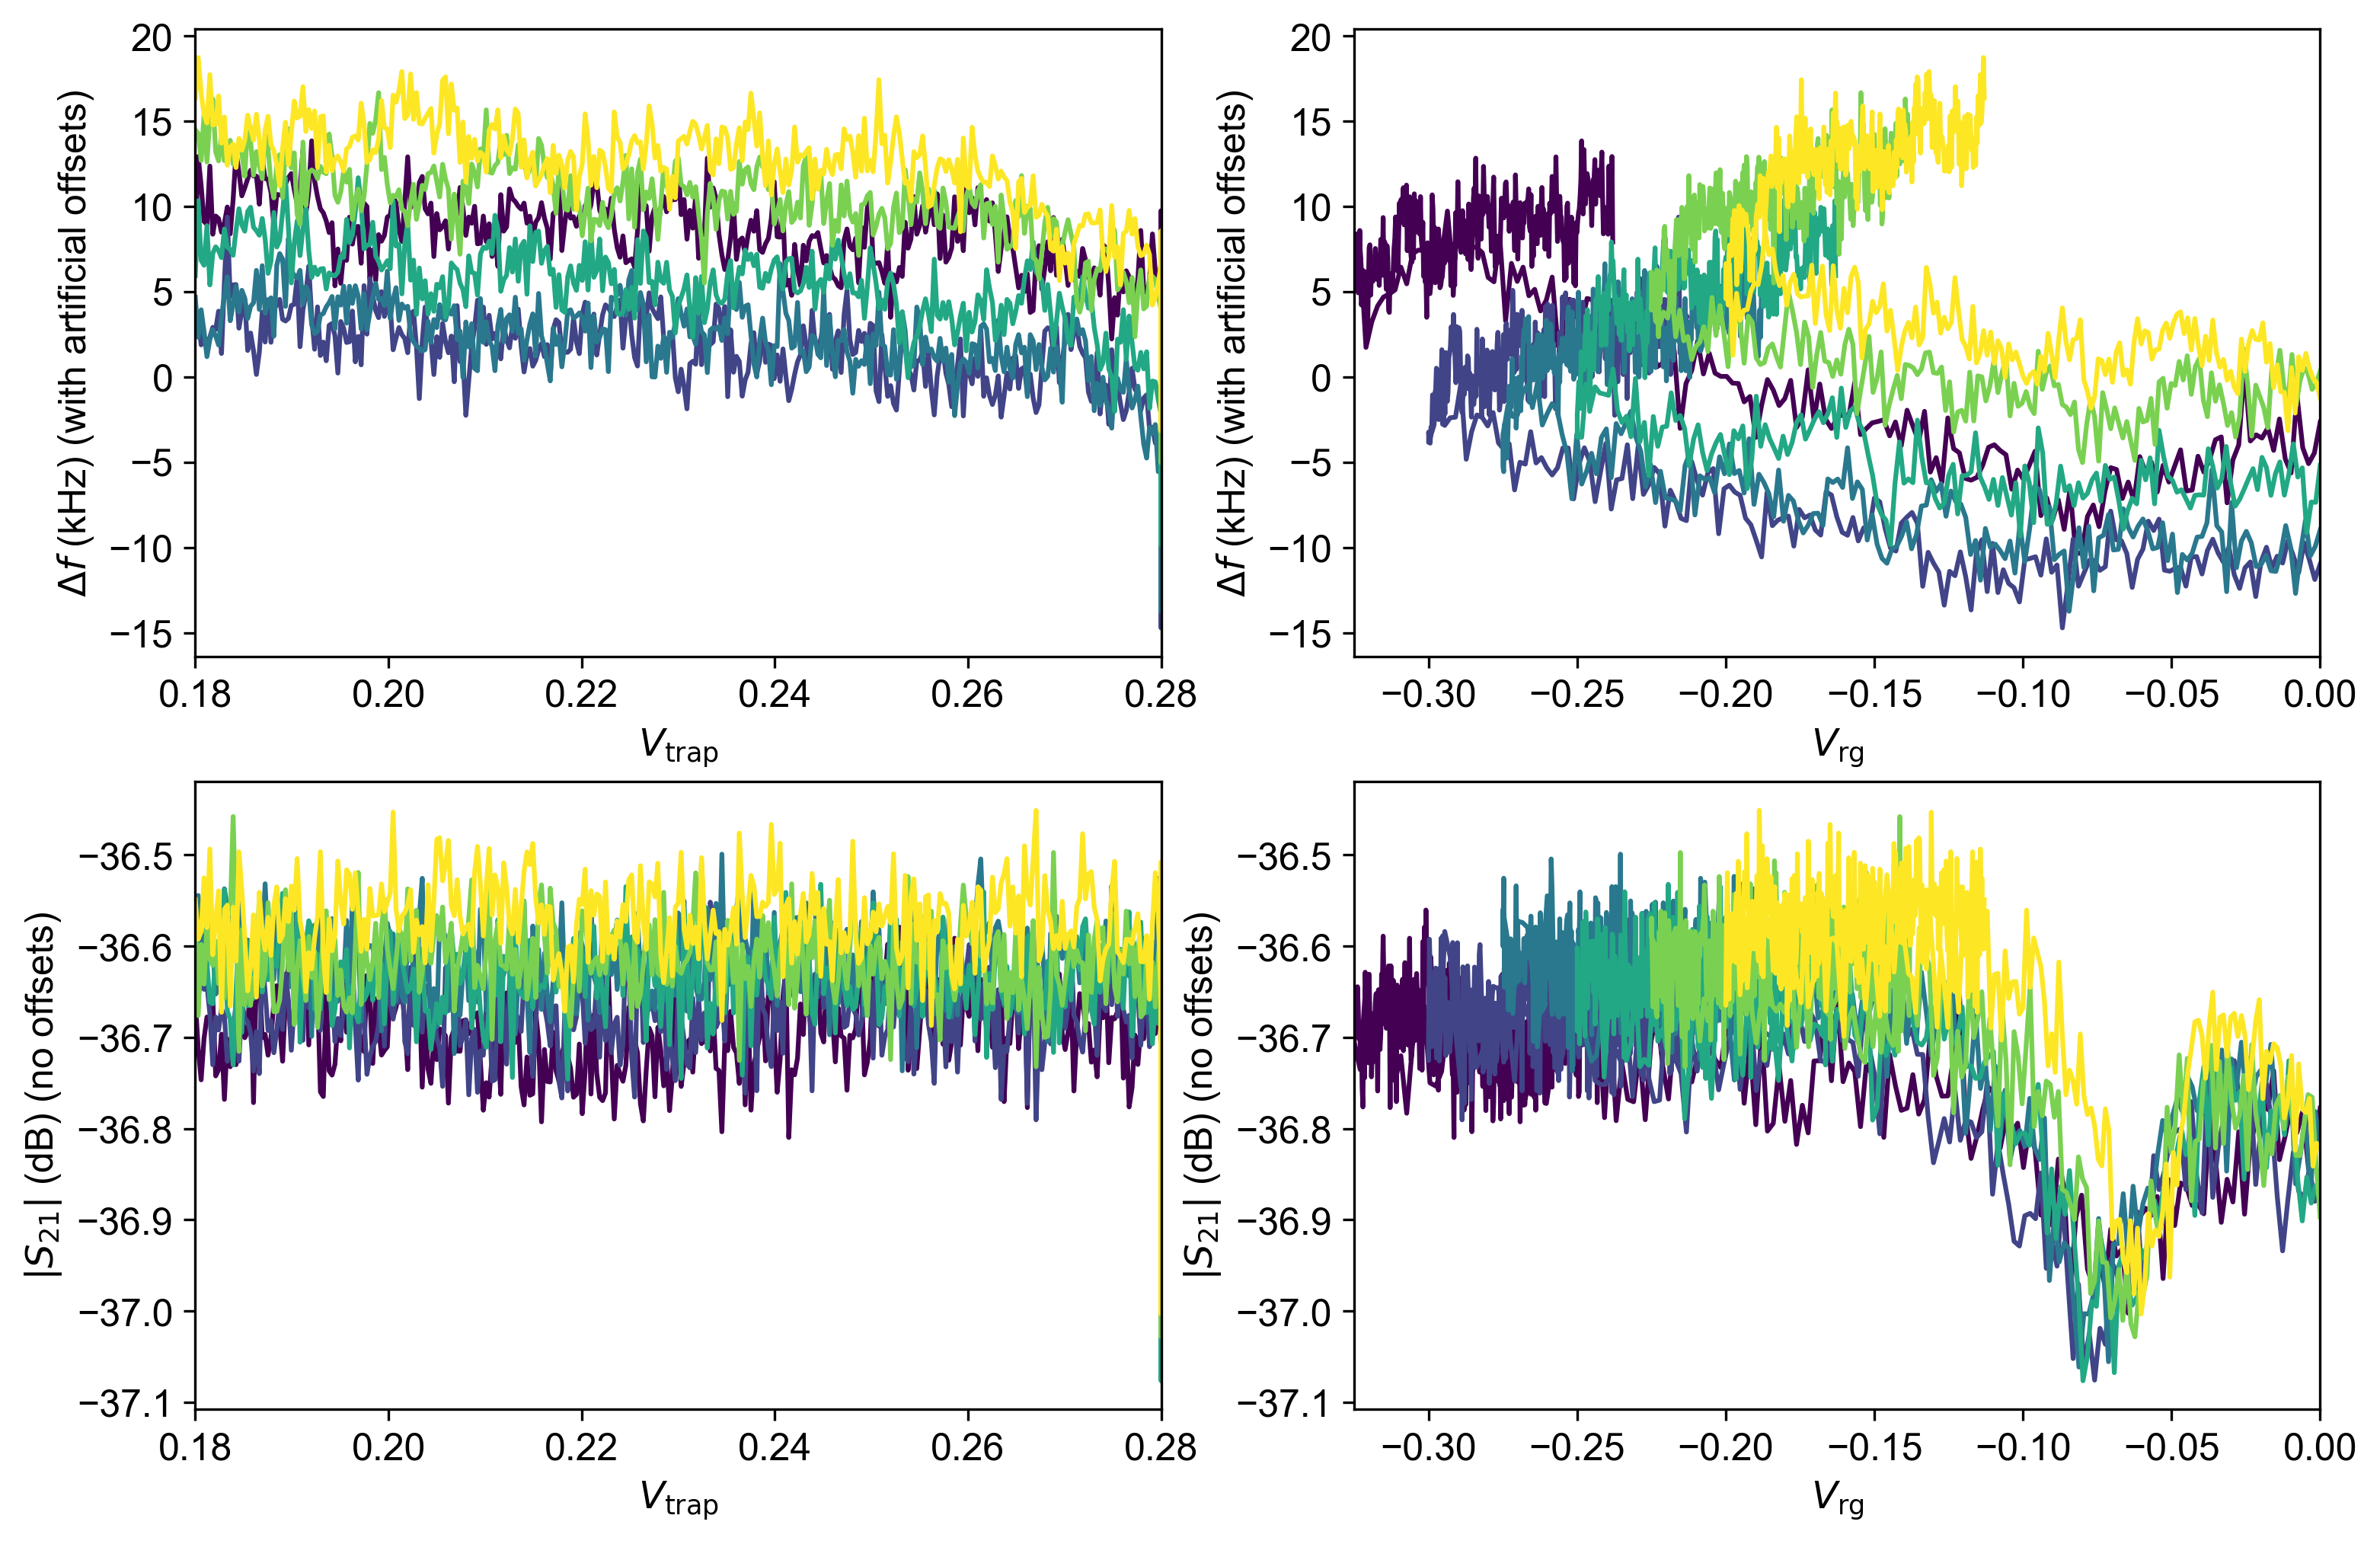 20
15
10
5
0
−5
−10
−15
Δf (kHz) (with artificial offsets)
0.18 0.20 0.22 0.24 0.26 0.28
V_trap
20
15
10
5
0
−5
−10
−15
Δf (kHz) (with artificial offsets)
−0.30 −0.25 −0.20 −0.15 −0.10 −0.05 0.00
V_rg
−36.5
−36.6
−36.7
−36.8
−36.9
−37.0
−37.1
|S_21| (dB) (no offsets)
0.18 0.20 0.22 0.24 0.26 0.28
V_trap
−36.5
−36.6
−36.7
−36.8
−36.9
−37.0
−37.1
|S_21| (dB) (no offsets)
−0.30 −0.25 −0.20 −0.15 −0.10 −0.05 0.00
V_rg